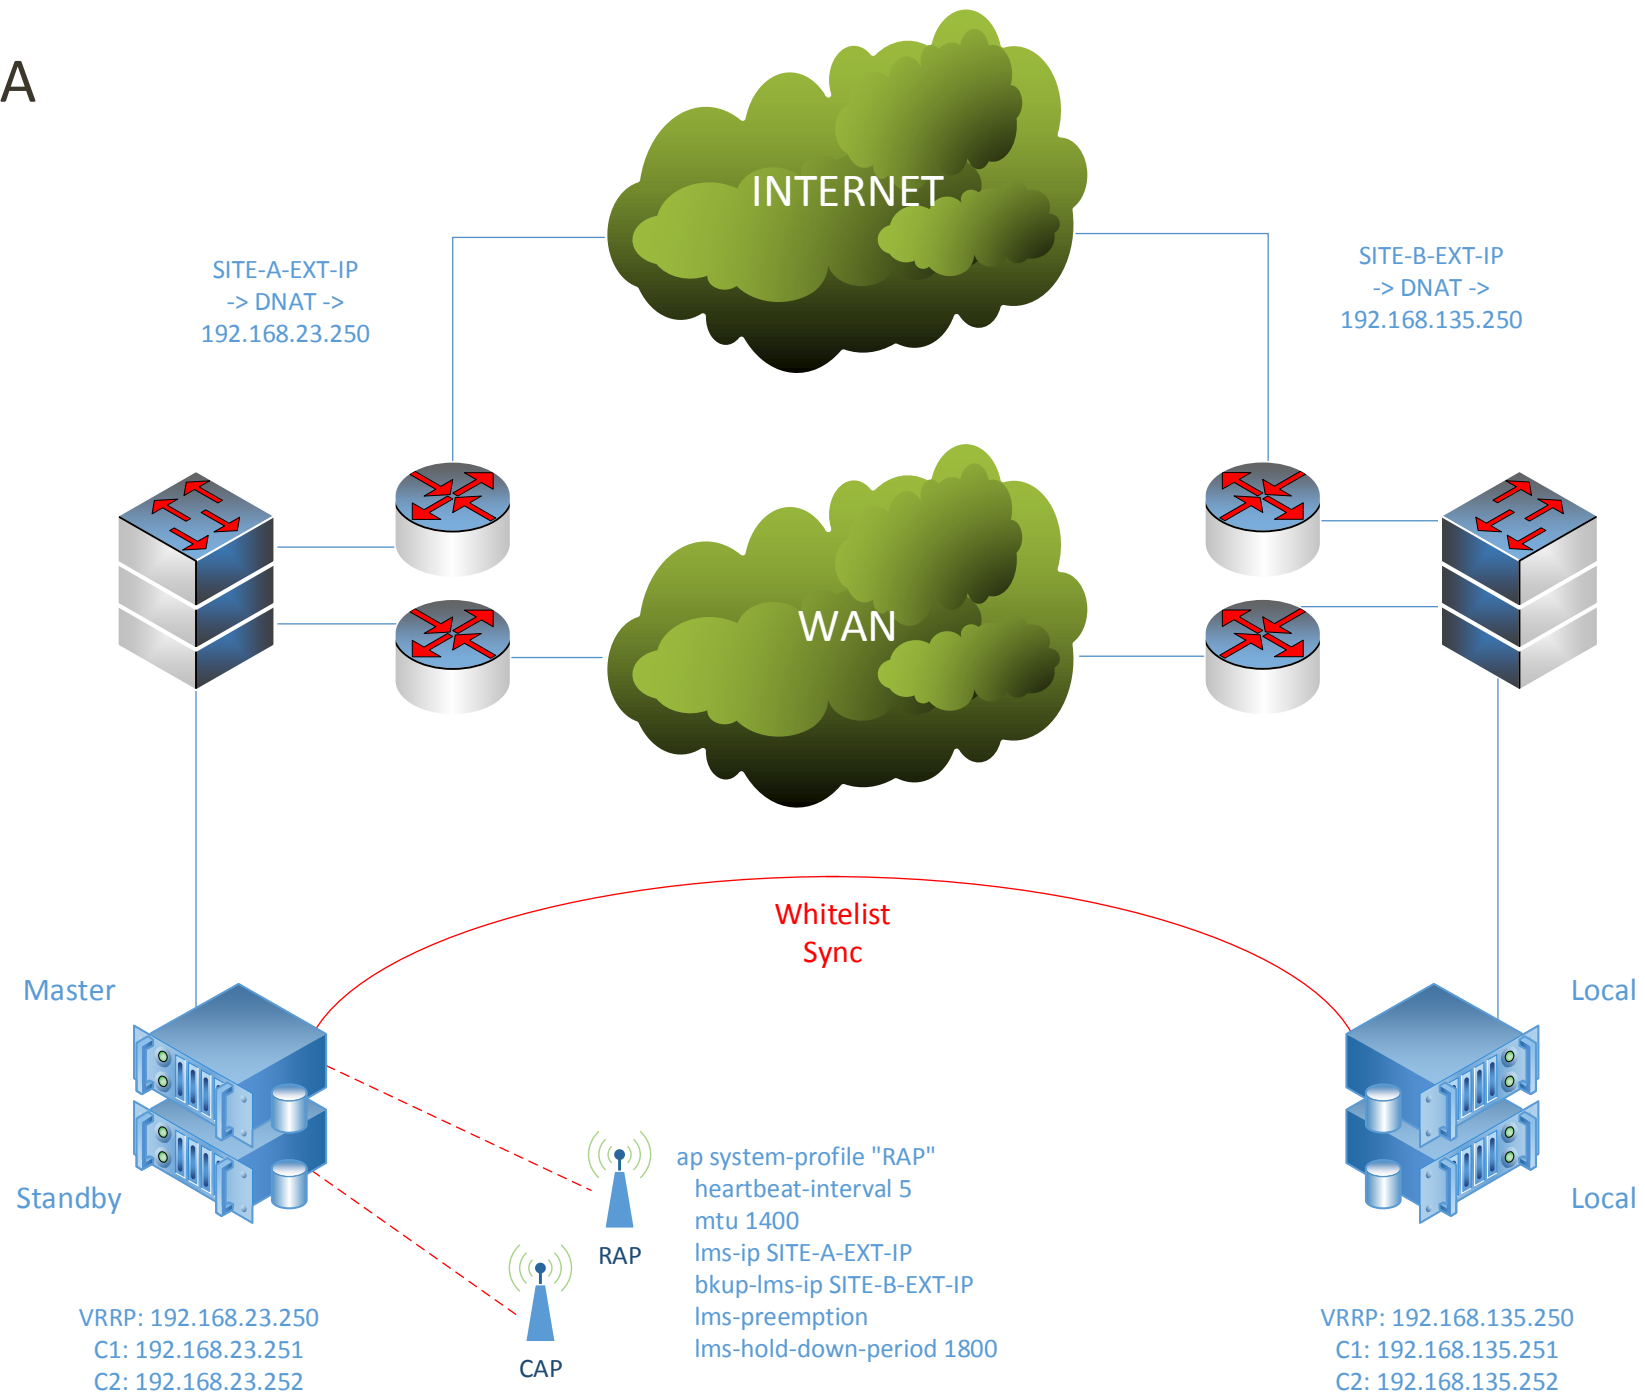 A
INTERNET
SITE-A-EXT-IP
-> DNAT ->
192.168.23.250
SITE-B-EXT-IP
-> DNAT ->
192.168.135.250
WAN
Whitelist
Sync
Master
Local
Standby
Local
RAP
CAP
ap system-profile "RAP"
heartbeat-interval 5
mtu 1400
lms-ip SITE-A-EXT-IP
bkup-lms-ip SITE-B-EXT-IP
lms-preemption
lms-hold-down-period 1800
VRRP: 192.168.23.250
C1: 192.168.23.251
C2: 192.168.23.252
VRRP: 192.168.135.250
C1: 192.168.135.251
C2: 192.168.135.252